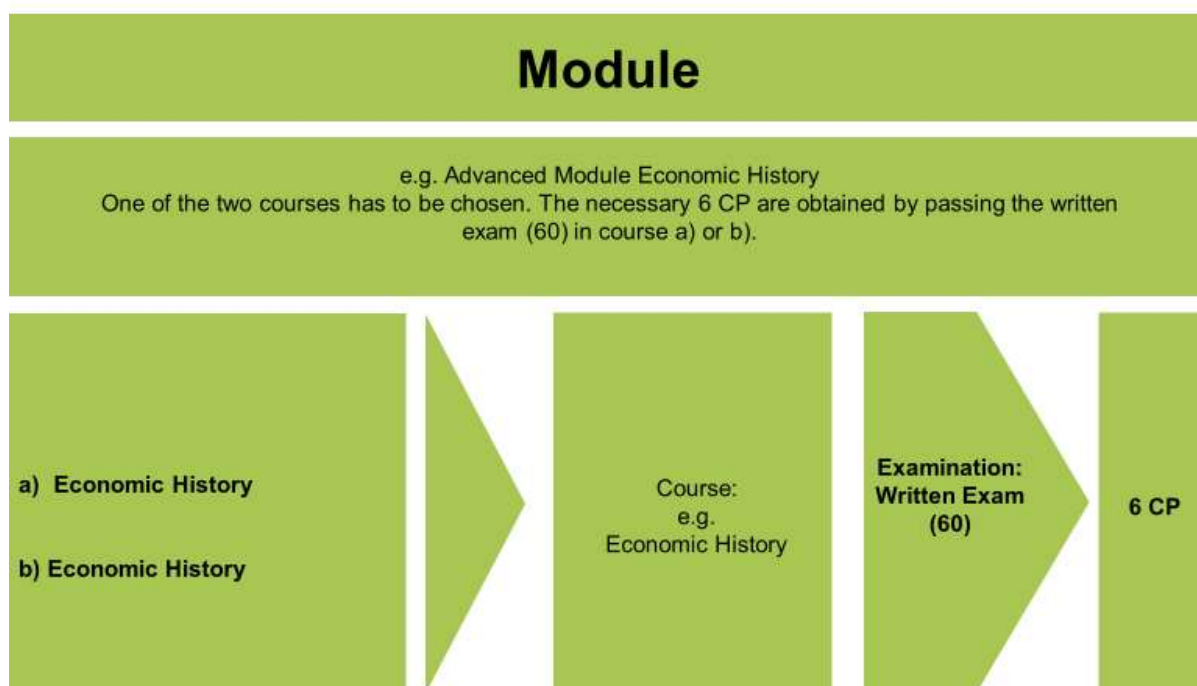 Module
e.g. Advanced Module Economic History
One of the two courses has to be chosen. The necessary 6 CP are obtained by passing the written
exam (60) in course a) or b).
a) Economic History
b) Economic History
Course:
e.g.
Economic History
Examination:
Written Exam
(60)
6 CP